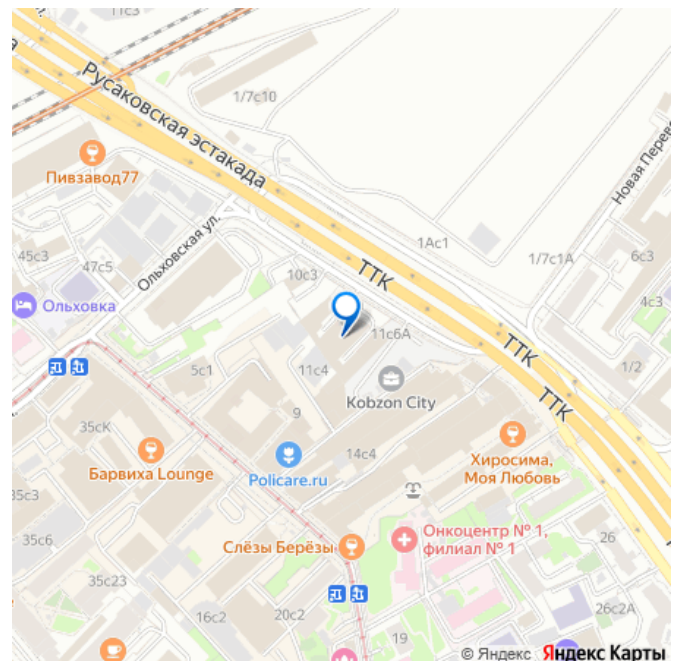 11с3
1/7с10
Русаковская эстакада
Пивзавод77
Новая Перев
Ольховская ул.
1Ас1
1/7с1А
6с3
45с3
47с5
10с3
ТТК
4с3
Ольховка
11с6А
ТТК
5с1
11с4
1/2
Kobzon City
ТТК
9
35сК
14с4
Барвиха Lounge
Policare.ru
Хиросима,
Моя Любовь
35с3
Онкоцентр № 1,
филиал № 1
26
35с6
Слёзы Берёзы
35с23
16с2
20с2
19
26с2А
© Яндекс Яндекс Карты